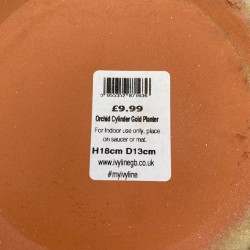 £9.99
Orchid Cylinder Gold Planter
For Indoor use only, place
on saucer or mat.
H18cm D13cm
www.ivylinegb.co.uk
#myivyline